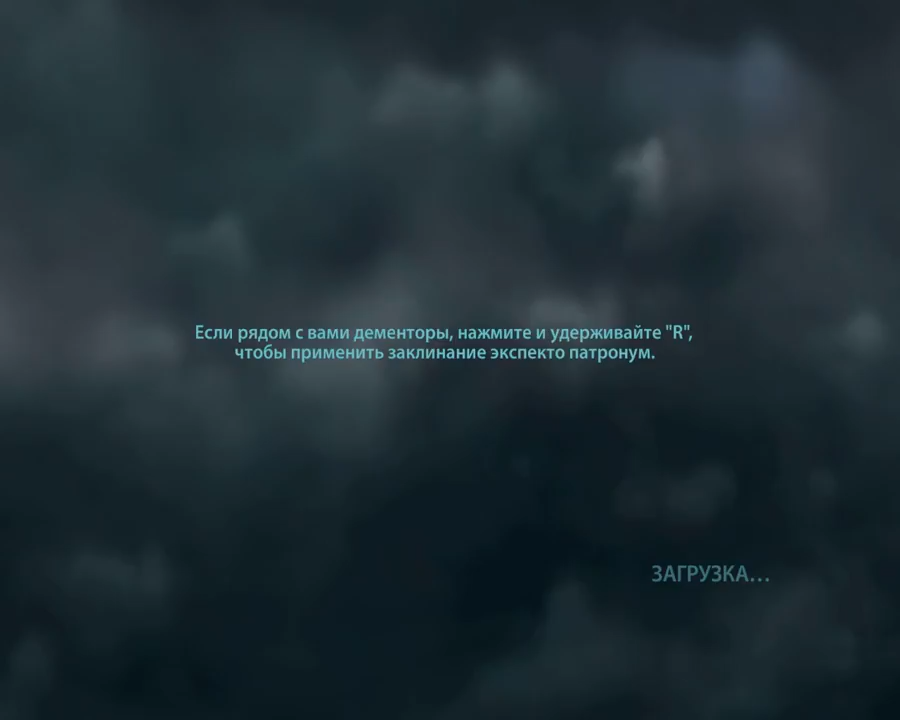 Если рядом с вами дементоры, нажмите и удерживайте "R",
чтобы применить заклинание экспекто патронум.
ЗАГРУЗКА...